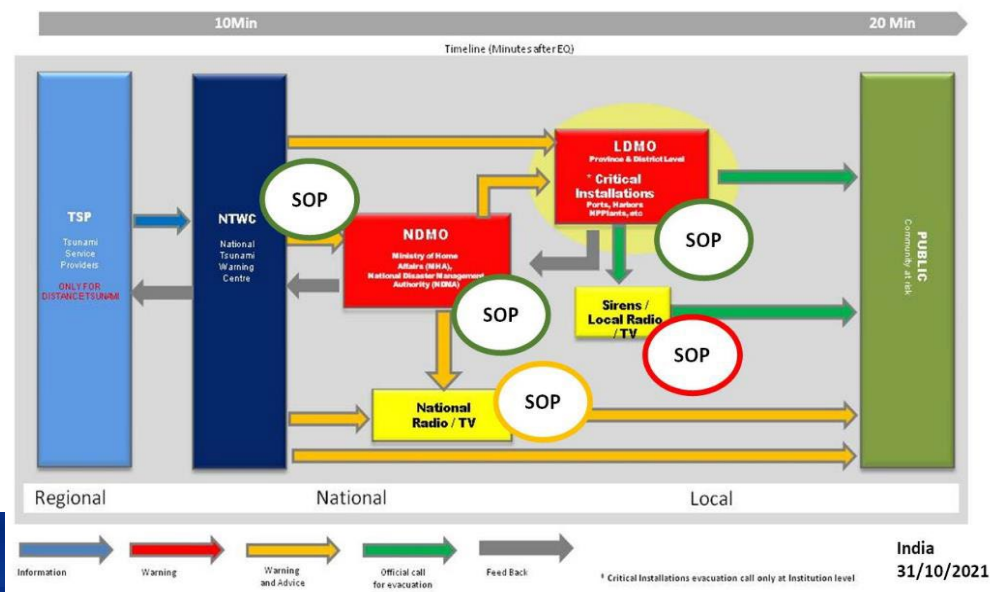 10Min
20 Min
Timeline (Minutes after EQ)
TSP
Tsunami
Service
Providers
ONLY FOR
DISTANCE TSUNAMI
NTWC
National
Tsunami
Warning
Centre
SOP
NDMO
Ministry of Home
Affairs (MHA),
National Disaster Management
Authority (NDMA)
SOP
LDMO
Province & District Level
* Critical
Installations
Ports, Harbors
NPPlants, etc
SOP
Sirens /
Local Radio
/ TV
SOP
National
Radio / TV
SOP
PUBLIC
Community at risk
Regional
National
Local
Information
Warning
Warning
and Advice
Official call
for evacuation
Feed Back
* Critical Installations evacuation call only at Institution level
India
31/10/2021